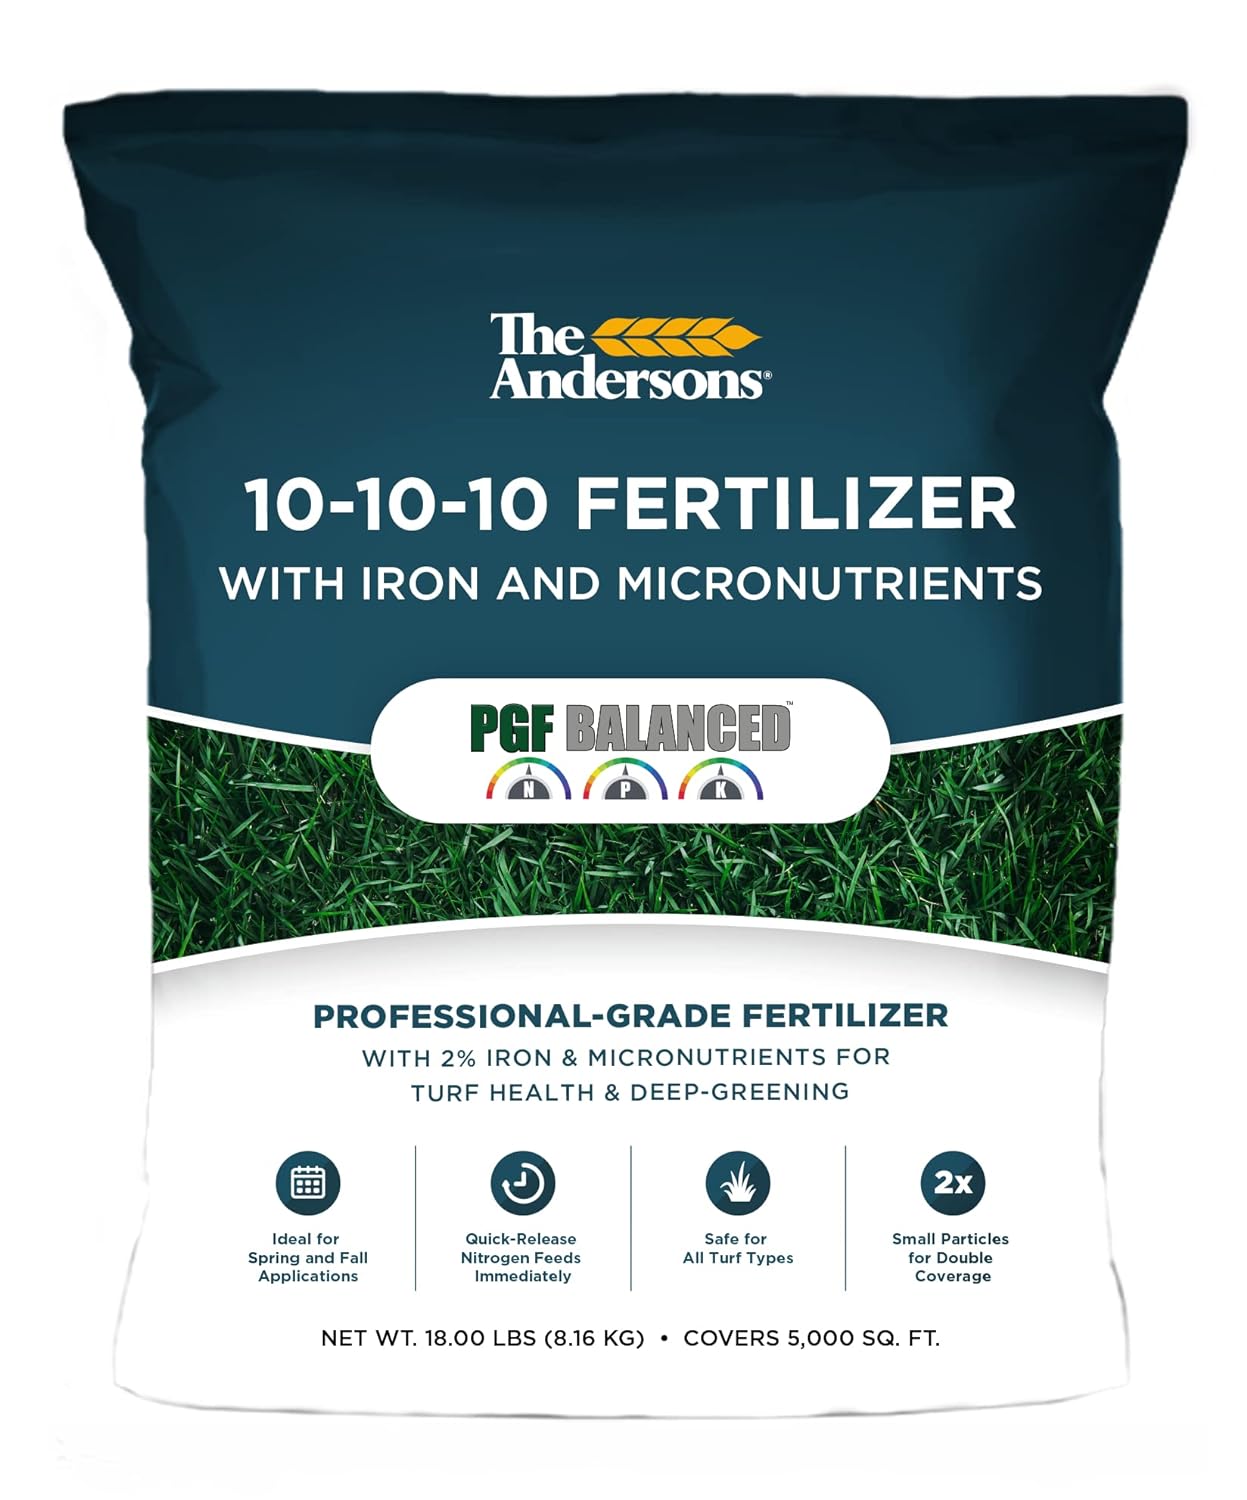 The
Andersons®
10-10-10 FERTILIZER
WITH IRON AND MICRONUTRIENTS
PGF BALANCED™
N P K
PROFESSIONAL-GRADE FERTILIZER
WITH 2% IRON & MICRONUTRIENTS FOR
TURF HEALTH & DEEP-GREENING
Ideal for
Spring and Fall
Applications
Quick-Release
Nitrogen Feeds
Immediately
Safe for
All Turf Types
2x
Small Particles
for Double
Coverage
NET WT. 18.00 LBS (8.16 KG) • COVERS 5,000 SQ. FT.